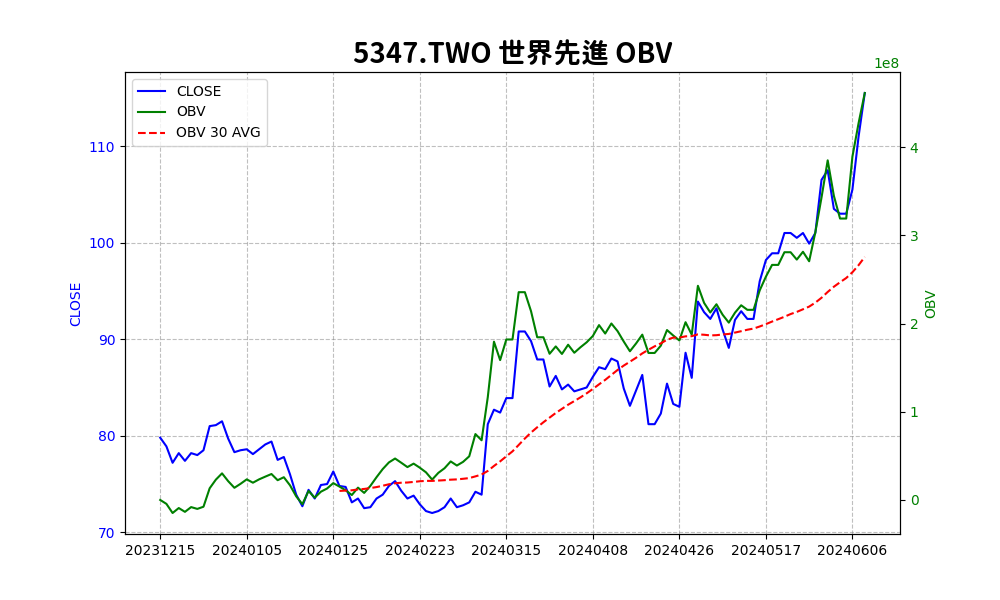 5347.TWO 世界先進 OBV
1e8
CLOSE
OBV
OBV 30 AVG
110
100
90
80
70
CLOSE
4
3
2
1
0
OBV
20231215 20240105 20240125 20240223 20240315 20240408 20240426 20240517 20240606